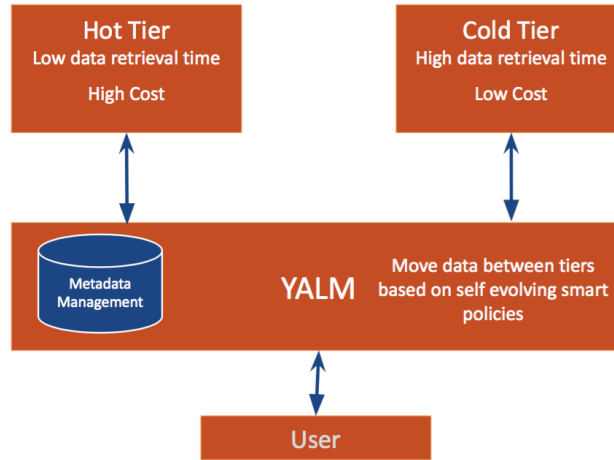 Hot Tier
Low data retrieval time
High Cost
Cold Tier
High data retrieval time
Low Cost
Metadata
Management
YALM
Move data between tiers
based on self evolving smart
policies
User